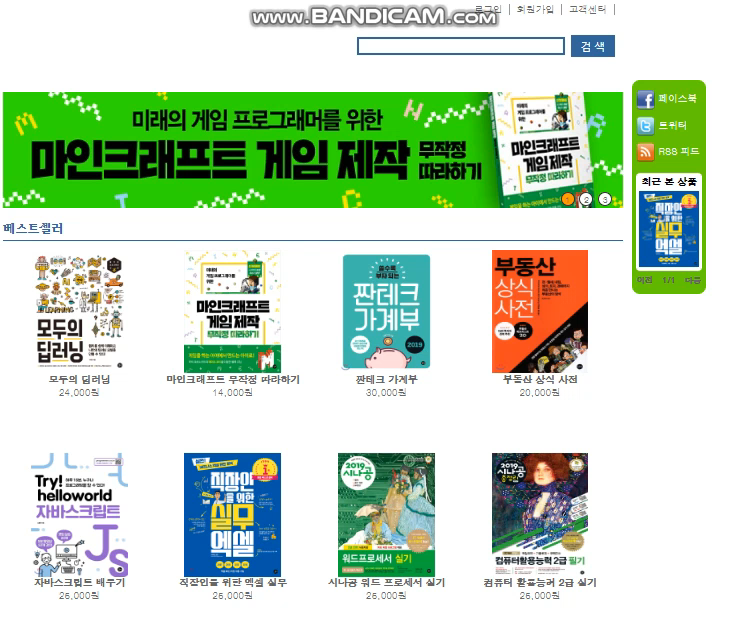 www.BANDICAM.com
로그인 | 회원가입 | 고객센터 |
검색
페이스북
트위터
RSS 피드
최근 본 상품
이전 1/1 다음
미래의 게임 프로그래머를 위한
마인크래프트 게임 제작 무작정 따라하기
1 2 3
베스트셀러
모두의 딥러닝
마인크래프트 게임 제작 무작정 따라하기
짠테크 가계부 2019
부동산 상식 사전
모두의 딥러닝
24,000원
마인크래프트 무작정 따라하기
14,000원
짠테크 가계부
30,000원
부동산 상식 사전
20,000원
Try! helloworld 자바스크립트 JS
직장인을 위한 실무 엑셀
2019 시나공 워드프로세서 실기
2019 시나공 컴퓨터활용능력 2급 필기
자바스크립트 배우기
26,000원
직장인을 위한 엑셀 실무
26,000원
시나공 워드 프로세서 실기
26,000원
컴퓨터 활용능력 2급 실기
26,000원